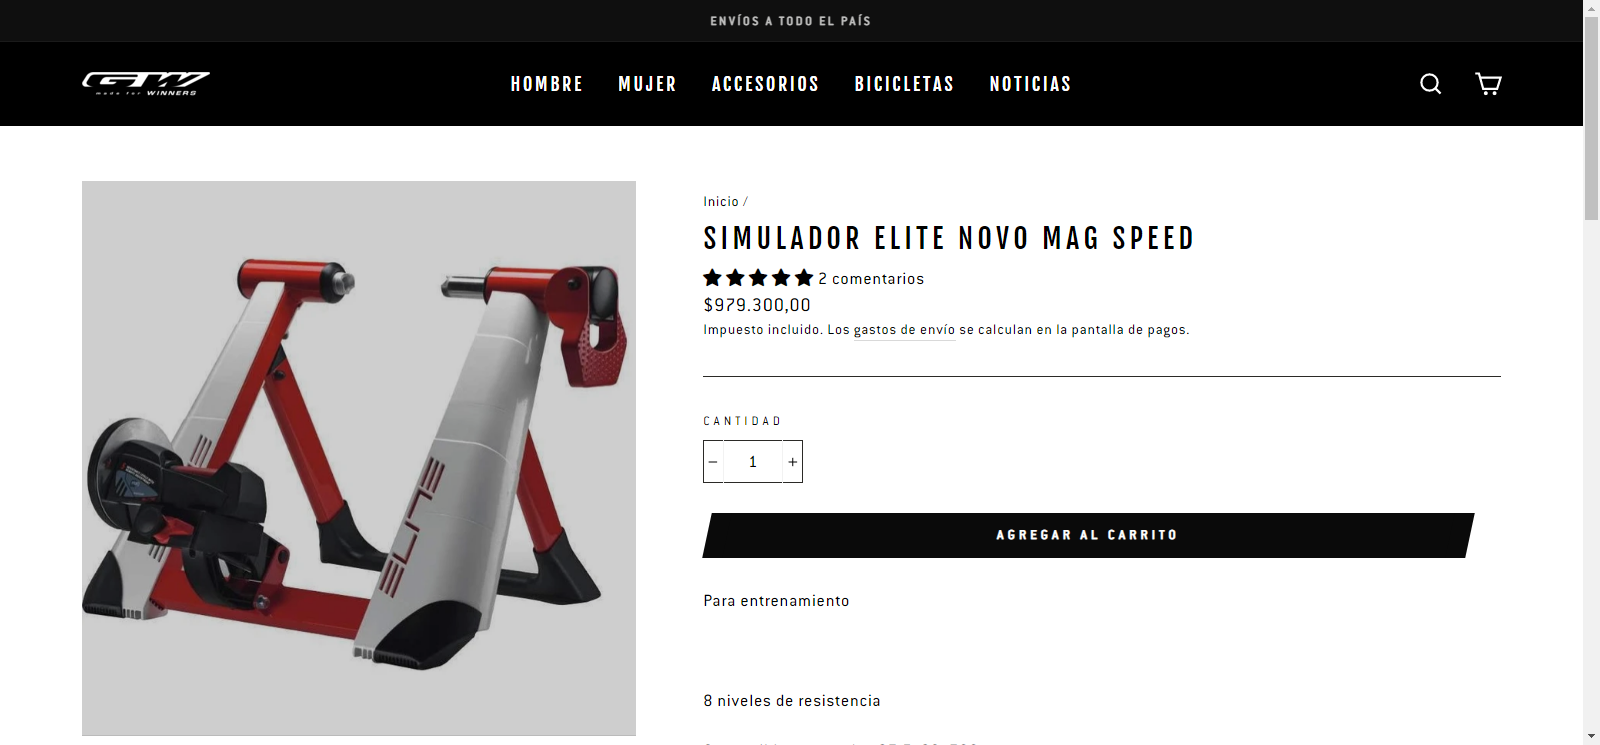 ENVÍOS A TODO EL PAÍS
GW
made for WINNERS
HOMBRE MUJER ACCESORIOS BICICLETAS NOTICIAS
Inicio /
SIMULADOR ELITE NOVO MAG SPEED
2 comentarios
$979.300,00
Impuesto incluido. Los gastos de envío se calculan en la pantalla de pagos.
CANTIDAD
− 1 +
AGREGAR AL CARRITO
Para entrenamiento
8 niveles de resistencia
ELITE